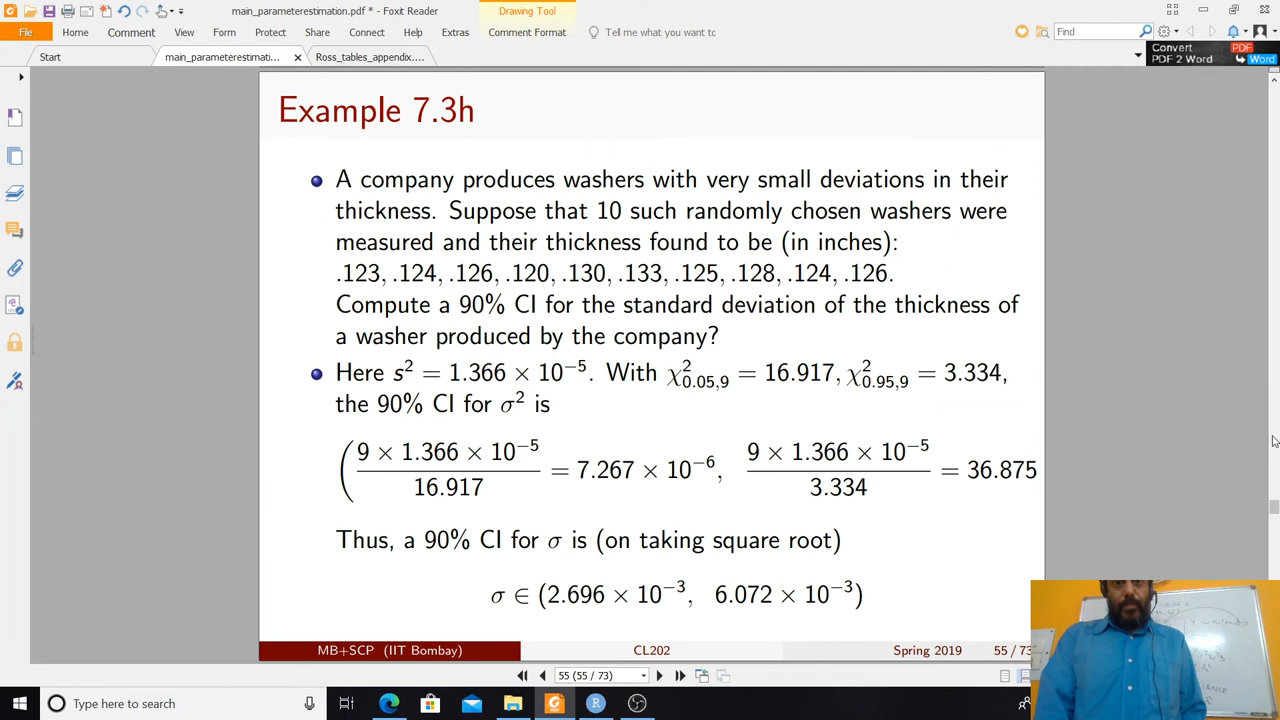 main_parameterestimation.pdf * - Foxit Reader
Drawing Tool
File Home Comment View Form Protect Share Connect Help Extras Comment Format Tell me what you want to Find
Start main_parameterestimati... Ross_tables_appendix....
Convert PDF
PDF 2 Word Word
Example 7.3h
A company produces washers with very small deviations in their
thickness. Suppose that 10 such randomly chosen washers were
measured and their thickness found to be (in inches):
.123, .124, .126, .120, .130, .133, .125, .128, .124, .126.
Compute a 90% CI for the standard deviation of the thickness of
a washer produced by the company?
Here s² = 1.366 × 10⁻⁵. With χ²₀.₀₅,₉ = 16.917, χ²₀.₉₅,₉ = 3.334,
the 90% CI for σ² is
( 9 × 1.366 × 10⁻⁵ / 16.917 = 7.267 × 10⁻⁶, 9 × 1.366 × 10⁻⁵ / 3.334 = 36.875
Thus, a 90% CI for σ is (on taking square root)
σ ∈ (2.696 × 10⁻³, 6.072 × 10⁻³)
MB+SCP (IIT Bombay) CL202 Spring 2019 55 / 73
55 (55 / 73)
Type here to search